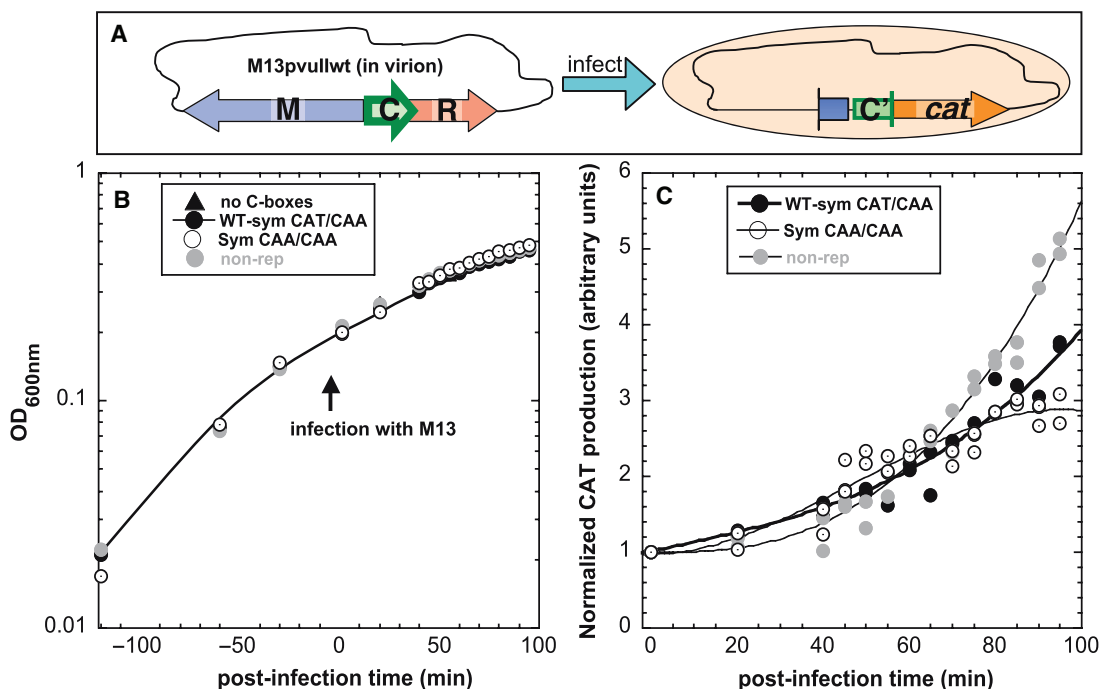 A
M13pvuIIwt (in virion)
M
C
R
infect
C'
cat
B
no C-boxes
WT-sym CAT/CAA
Sym CAA/CAA
non-rep
infection with M13
OD600nm
1
0.1
0.01
−100
−50
0
50
100
post-infection time (min)
C
WT-sym CAT/CAA
Sym CAA/CAA
non-rep
Normalized CAT production (arbitrary units)
6
5
4
3
2
1
0
0
20
40
60
80
100
post-infection time (min)